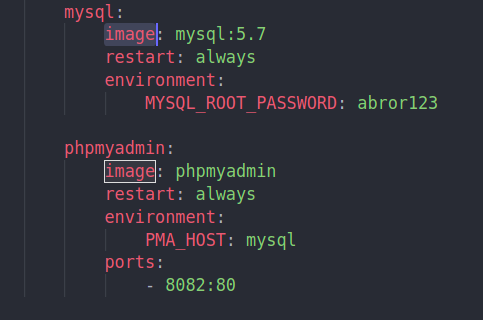 mysql:
image: mysql:5.7
restart: always
environment:
MYSQL_ROOT_PASSWORD: abror123
phpmyadmin:
image: phpmyadmin
restart: always
environment:
PMA_HOST: mysql
ports:
- 8082:80